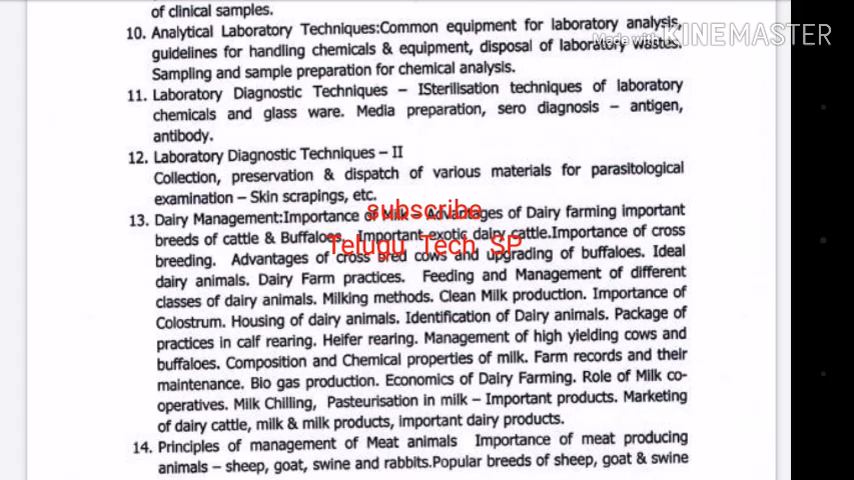 of clinical samples.
10. Analytical Laboratory Techniques:Common equipment for laboratory analysis,
guidelines for handling chemicals & equipment, disposal of laboratory wastes.
Made with KINEMASTER
Sampling and sample preparation for chemical analysis.
11. Laboratory Diagnostic Techniques – ISterilisation techniques of laboratory
chemicals and glass ware. Media preparation, sero diagnosis – antigen,
antibody.
12. Laboratory Diagnostic Techniques – II
Collection, preservation & dispatch of various materials for parasitological
examination – Skin scrapings, etc.
subscribe
13. Dairy Management:Importance of Milk – Advantages of Dairy farming important
breeds of cattle & Buffaloes. Important exotic dairy cattle.Importance of cross
Telugu Tech SP
breeding. Advantages of cross bred cows and upgrading of buffaloes. Ideal
dairy animals. Dairy Farm practices. Feeding and Management of different
classes of dairy animals. Milking methods. Clean Milk production. Importance of
Colostrum. Housing of dairy animals. Identification of Dairy animals. Package of
practices in calf rearing. Heifer rearing. Management of high yielding cows and
buffaloes. Composition and Chemical properties of milk. Farm records and their
maintenance. Bio gas production. Economics of Dairy Farming. Role of Milk co-
operatives. Milk Chilling, Pasteurisation in milk – Important products. Marketing
of dairy cattle, milk & milk products, important dairy products.
14. Principles of management of Meat animals Importance of meat producing
animals – sheep, goat, swine and rabbits.Popular breeds of sheep, goat & swine